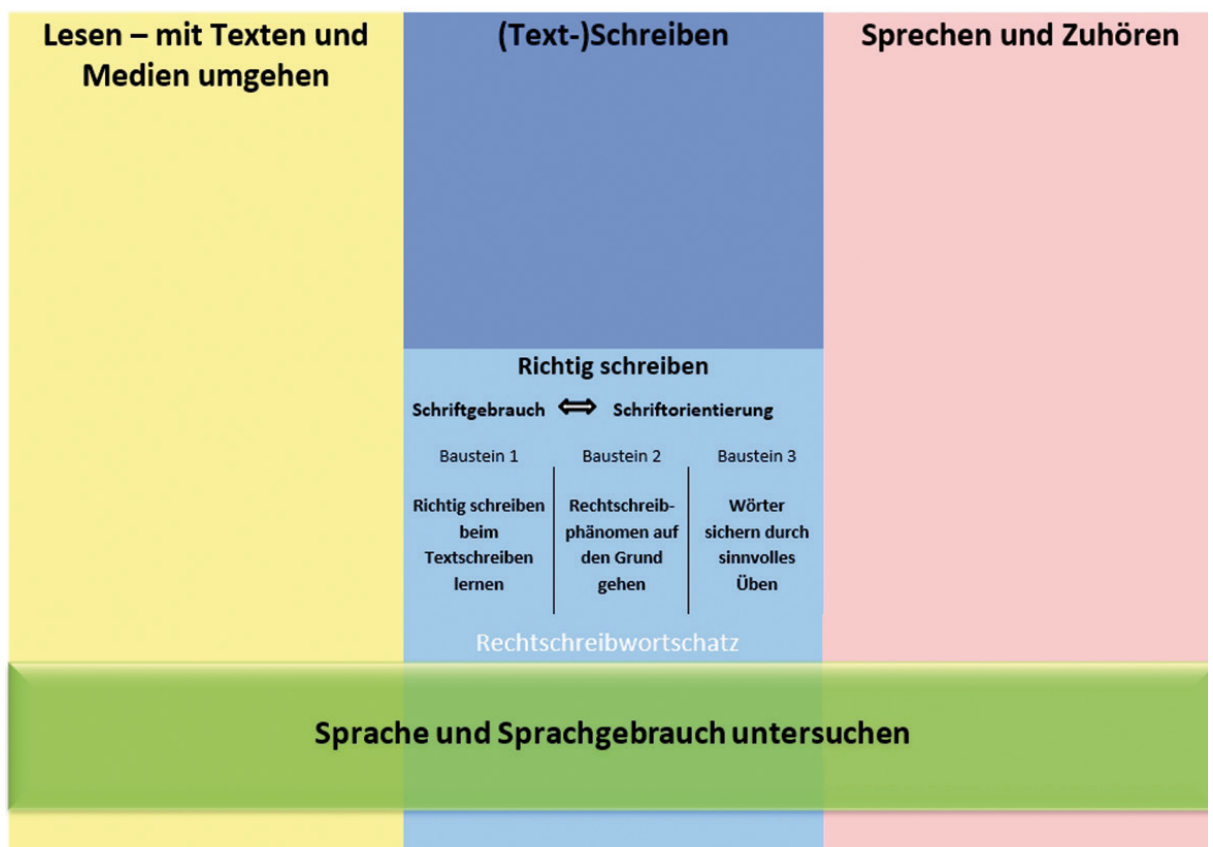 Lesen – mit Texten und
Medien umgehen
(Text-)Schreiben
Sprechen und Zuhören
Richtig schreiben
Schriftgebrauch ⇔ Schriftorientierung
Baustein 1
Richtig schreiben
beim
Textschreiben
lernen
Baustein 2
Rechtschreib-
phänomen auf
den Grund
gehen
Baustein 3
Wörter
sichern durch
sinnvolles
Üben
Rechtschreibwortschatz
Sprache und Sprachgebrauch untersuchen